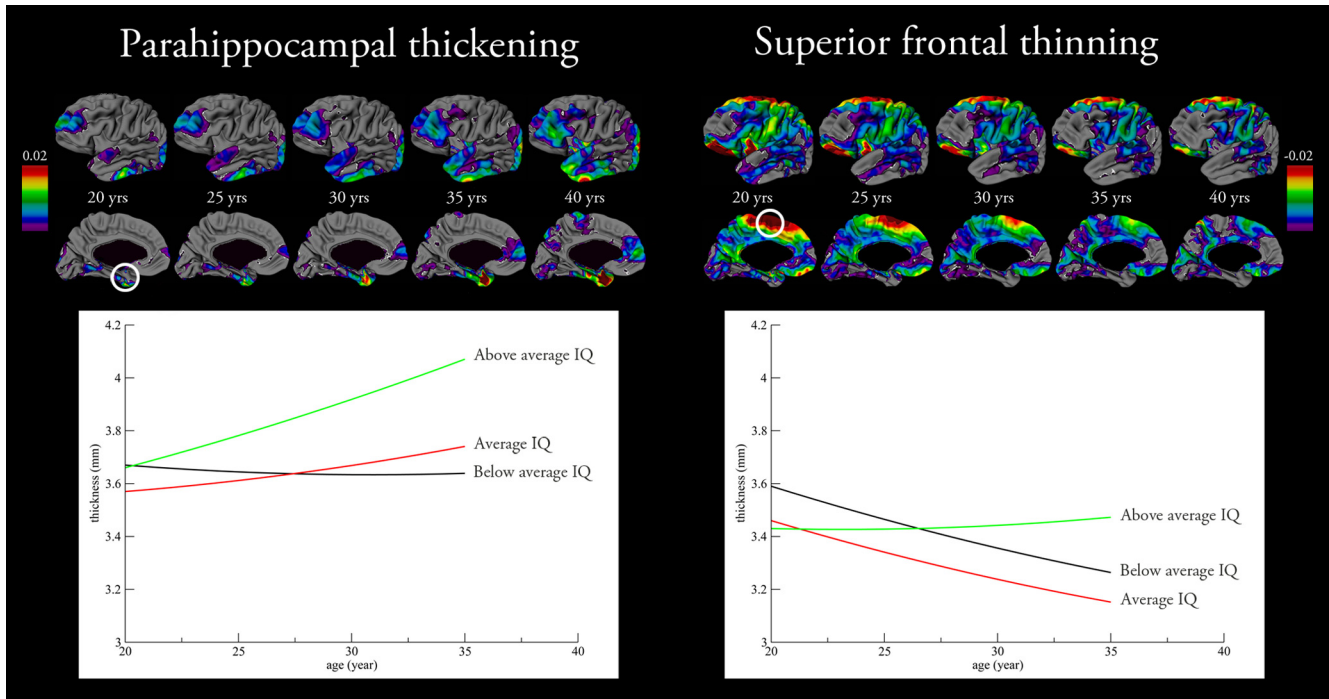 Parahippocampal thickening
0.02
20 yrs 25 yrs 30 yrs 35 yrs 40 yrs
4.2
4
3.8
3.6
3.4
3.2
3
thickness (mm)
Above average IQ
Average IQ
Below average IQ
20 25 30 35 40
age (year)
Superior frontal thinning
-0.02
20 yrs 25 yrs 30 yrs 35 yrs 40 yrs
4.2
4
3.8
3.6
3.4
3.2
3
thickness (mm)
Above average IQ
Below average IQ
Average IQ
20 25 30 35 40
age (year)